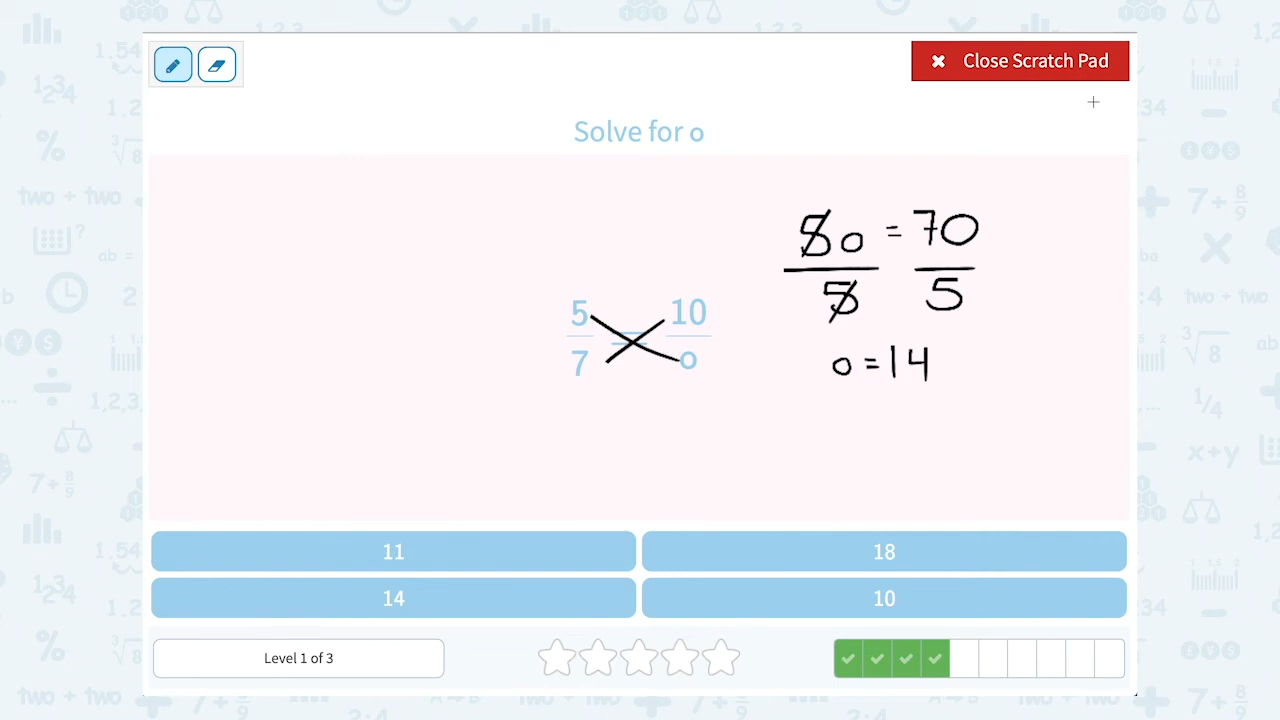 Close Scratch Pad
Solve for o
5o = 70
5 5
5 = 10
7 o
o = 14
11
18
14
10
Level 1 of 3